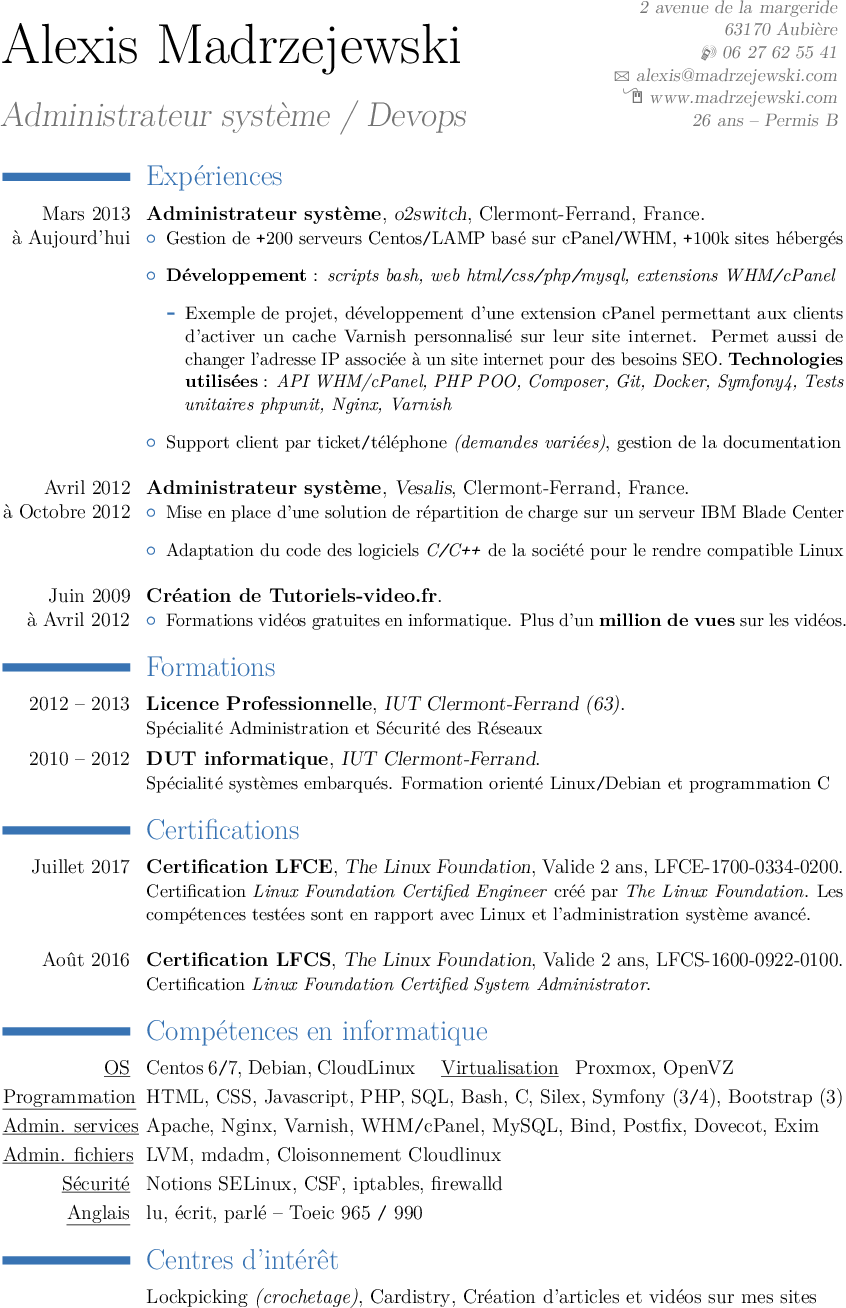 Alexis Madrzejewski
Administrateur système / Devops
2 avenue de la margeride
63170 Aubière
06 27 62 55 41
alexis@madrzejewski.com
www.madrzejewski.com
26 ans – Permis B
Expériences
Mars 2013 Administrateur système, o2switch, Clermont-Ferrand, France.
à Aujourd'hui Gestion de +200 serveurs Centos/LAMP basé sur cPanel/WHM, +100k sites hébergés
Développement : scripts bash, web html/css/php/mysql, extensions WHM/cPanel
- Exemple de projet, développement d'une extension cPanel permettant aux clients
d'activer un cache Varnish personnalisé sur leur site internet. Permet aussi de
changer l'adresse IP associée à un site internet pour des besoins SEO. Technologies
utilisées : API WHM/cPanel, PHP POO, Composer, Git, Docker, Symfony4, Tests
unitaires phpunit, Nginx, Varnish
Support client par ticket/téléphone (demandes variées), gestion de la documentation
Avril 2012 Administrateur système, Vesalis, Clermont-Ferrand, France.
à Octobre 2012 Mise en place d'une solution de répartition de charge sur un serveur IBM Blade Center
Adaptation du code des logiciels C/C++ de la société pour le rendre compatible Linux
Juin 2009 Création de Tutoriels-video.fr.
à Avril 2012 Formations vidéos gratuites en informatique. Plus d'un million de vues sur les vidéos.
Formations
2012 – 2013 Licence Professionnelle, IUT Clermont-Ferrand (63).
Spécialité Administration et Sécurité des Réseaux
2010 – 2012 DUT informatique, IUT Clermont-Ferrand.
Spécialité systèmes embarqués. Formation orienté Linux/Debian et programmation C
Certifications
Juillet 2017 Certification LFCE, The Linux Foundation, Valide 2 ans, LFCE-1700-0334-0200.
Certification Linux Foundation Certified Engineer créé par The Linux Foundation. Les
compétences testées sont en rapport avec Linux et l'administration système avancé.
Août 2016 Certification LFCS, The Linux Foundation, Valide 2 ans, LFCS-1600-0922-0100.
Certification Linux Foundation Certified System Administrator.
Compétences en informatique
OS Centos 6/7, Debian, CloudLinux Virtualisation Proxmox, OpenVZ
Programmation HTML, CSS, Javascript, PHP, SQL, Bash, C, Silex, Symfony (3/4), Bootstrap (3)
Admin. services Apache, Nginx, Varnish, WHM/cPanel, MySQL, Bind, Postfix, Dovecot, Exim
Admin. fichiers LVM, mdadm, Cloisonnement Cloudlinux
Sécurité Notions SELinux, CSF, iptables, firewalld
Anglais lu, écrit, parlé – Toeic 965 / 990
Centres d'intérêt
Lockpicking (crochetage), Cardistry, Création d'articles et vidéos sur mes sites